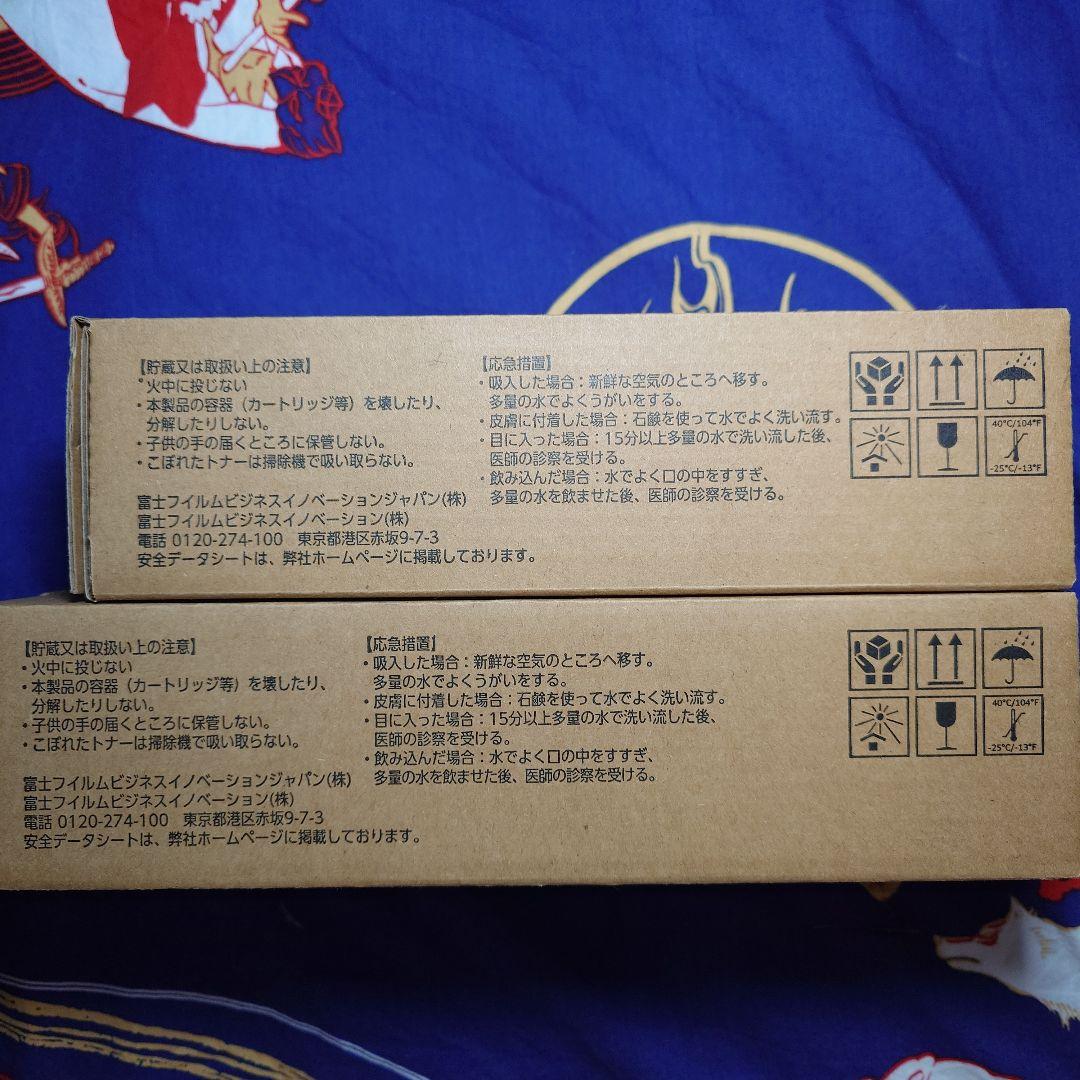 【貯蔵又は取扱い上の注意】
・火中に投じない
・本製品の容器（カートリッジ等）を壊したり、
分解したりしない。
・子供の手の届くところに保管しない。
・こぼれたトナーは掃除機で吸い取らない。
富士フイルムビジネスイノベーションジャパン(株)
富士フイルムビジネスイノベーション(株)
電話 0120-274-100　東京都港区赤坂9-7-3
安全データシートは、弊社ホームページに掲載しております。
【応急措置】
・吸入した場合：新鮮な空気のところへ移す。
多量の水でよくうがいをする。
・皮膚に付着した場合：石鹸を使って水でよく洗い流す。
・目に入った場合：15分以上多量の水で洗い流した後、
医師の診察を受ける。
・飲み込んだ場合：水でよく口の中をすすぎ、
多量の水を飲ませた後、医師の診察を受ける。
40°C/104°F
-25°C/-13°F
【貯蔵又は取扱い上の注意】
・火中に投じない
・本製品の容器（カートリッジ等）を壊したり、
分解したりしない。
・子供の手の届くところに保管しない。
・こぼれたトナーは掃除機で吸い取らない。
富士フイルムビジネスイノベーションジャパン(株)
富士フイルムビジネスイノベーション(株)
電話 0120-274-100　東京都港区赤坂9-7-3
安全データシートは、弊社ホームページに掲載しております。
【応急措置】
・吸入した場合：新鮮な空気のところへ移す。
多量の水でよくうがいをする。
・皮膚に付着した場合：石鹸を使って水でよく洗い流す。
・目に入った場合：15分以上多量の水で洗い流した後、
医師の診察を受ける。
・飲み込んだ場合：水でよく口の中をすすぎ、
多量の水を飲ませた後、医師の診察を受ける。
40°C/104°F
-25°C/-13°F